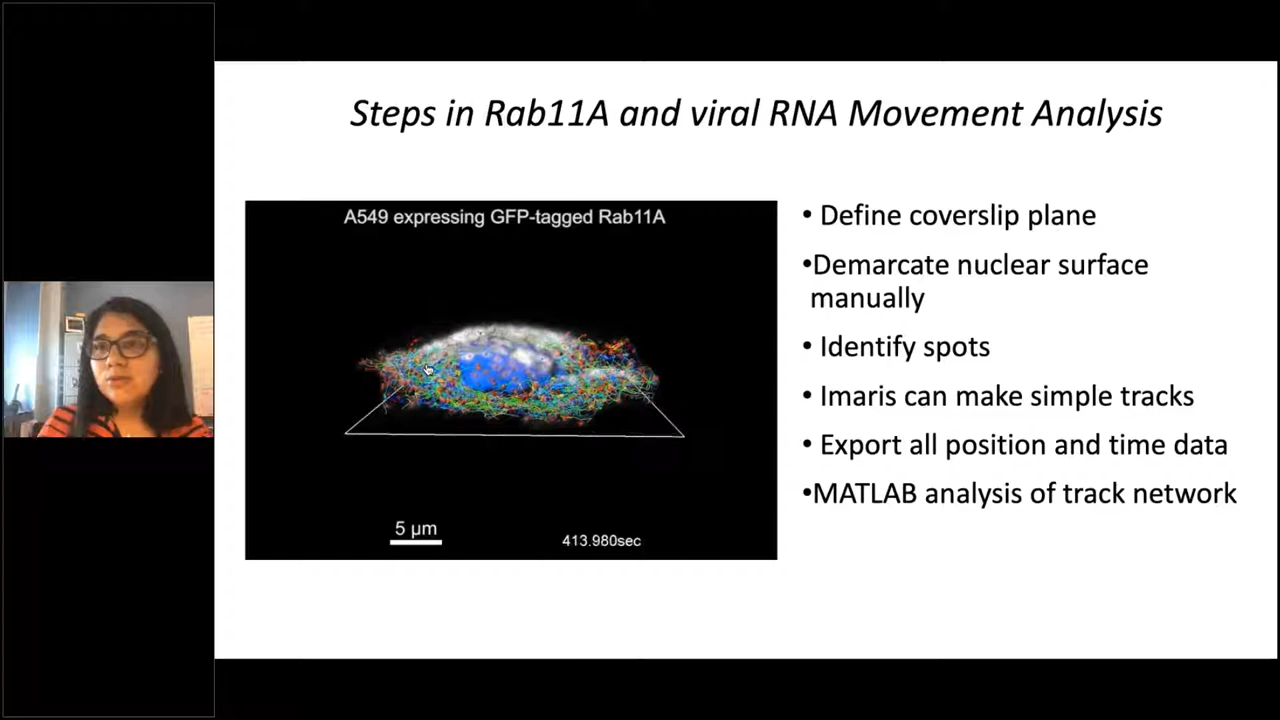 Steps in Rab11A and viral RNA Movement Analysis
A549 expressing GFP-tagged Rab11A
5 µm
413.980sec
• Define coverslip plane
•Demarcate nuclear surface
manually
• Identify spots
• Imaris can make simple tracks
• Export all position and time data
•MATLAB analysis of track network